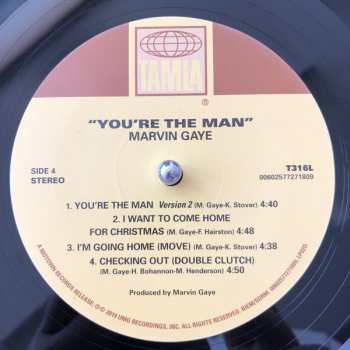 TAMLA
®
"YOU'RE THE MAN"
MARVIN GAYE
SIDE 4
STEREO
T316L
00602577271809
1. YOU'RE THE MAN Version 2 (M. Gaye-K. Stover) 4:40
2. I WANT TO COME HOME
FOR CHRISTMAS (M. Gaye-F. Hairston) 4:48
3. I'M GOING HOME (MOVE) (M. Gaye-K. Stover) 4:38
4. CHECKING OUT (DOUBLE CLUTCH)
(M. Gaye-H. Bohannon-M. Henderson) 4:50
Produced by Marvin Gaye
A MOTOWN RECORDS RELEASE; ℗© 2019 UMG RECORDINGS, INC. ALL RIGHTS RESERVED.